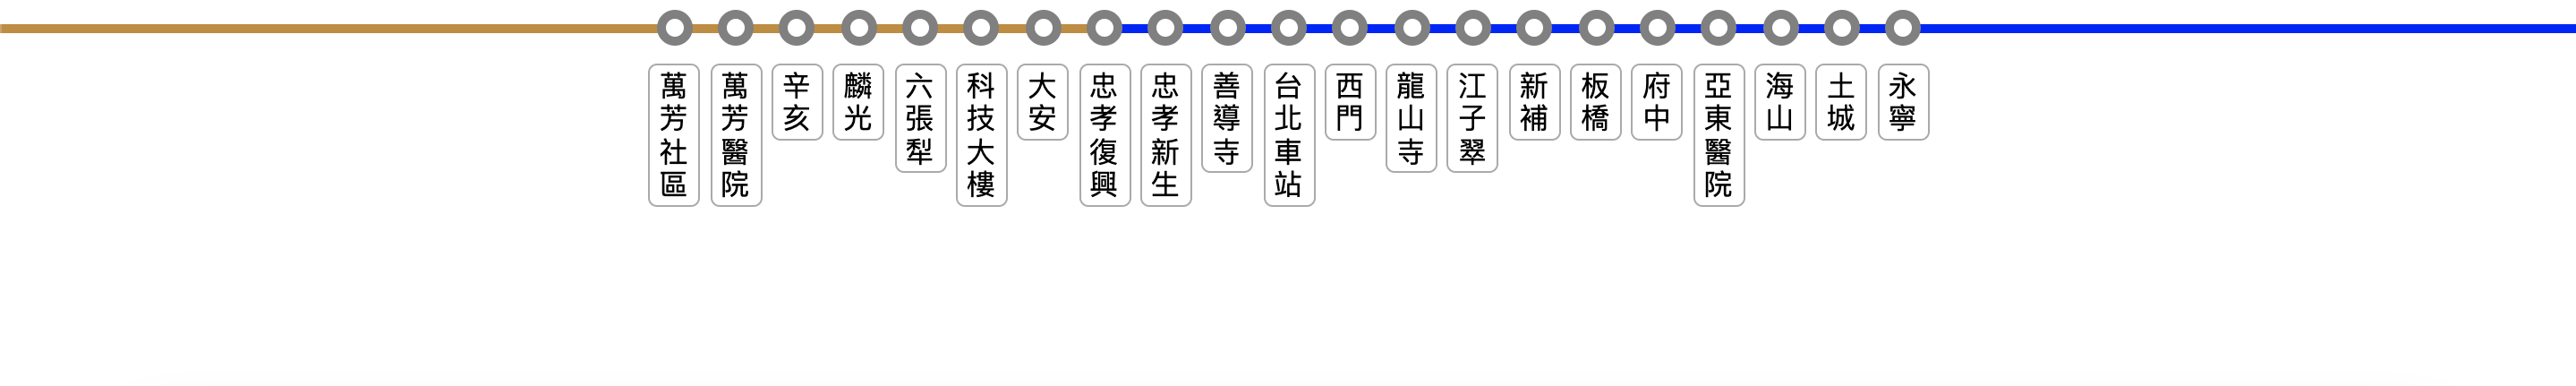 萬芳社區
萬芳醫院
辛亥
麟光
六張犁
科技大樓
大安
忠孝復興
忠孝新生
善導寺
台北車站
西門
龍山寺
江子翠
新補
板橋
府中
亞東醫院
海山
土城
永寧